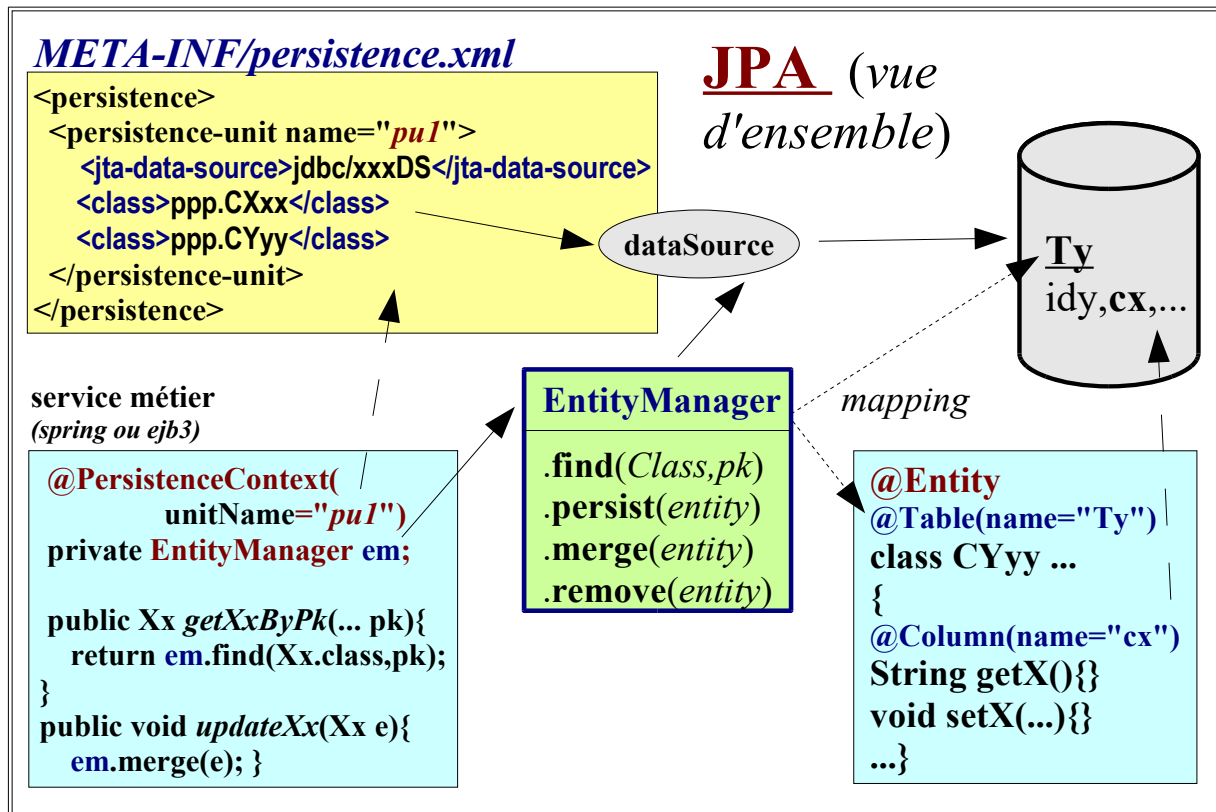 META-INF/persistence.xml
<persistence>
<persistence-unit name="pu1">
<jta-data-source>jdbc/xxxDS</jta-data-source>
<class>ppp.CXxx</class>
<class>ppp.CYyy</class>
</persistence-unit>
</persistence>
JPA (vue
d'ensemble)
dataSource
Ty
idy,cx,...
service métier
(spring ou ejb3)
@PersistenceContext(
unitName="pu1")
private EntityManager em;
public Xx getXxByPk(... pk){
return em.find(Xx.class,pk);
}
public void updateXx(Xx e){
em.merge(e); }
EntityManager
.find(Class,pk)
.persist(entity)
.merge(entity)
.remove(entity)
mapping
@Entity
@Table(name="Ty")
class CYyy ...
{
@Column(name="cx")
String getX(){}
void setX(...){}
...}